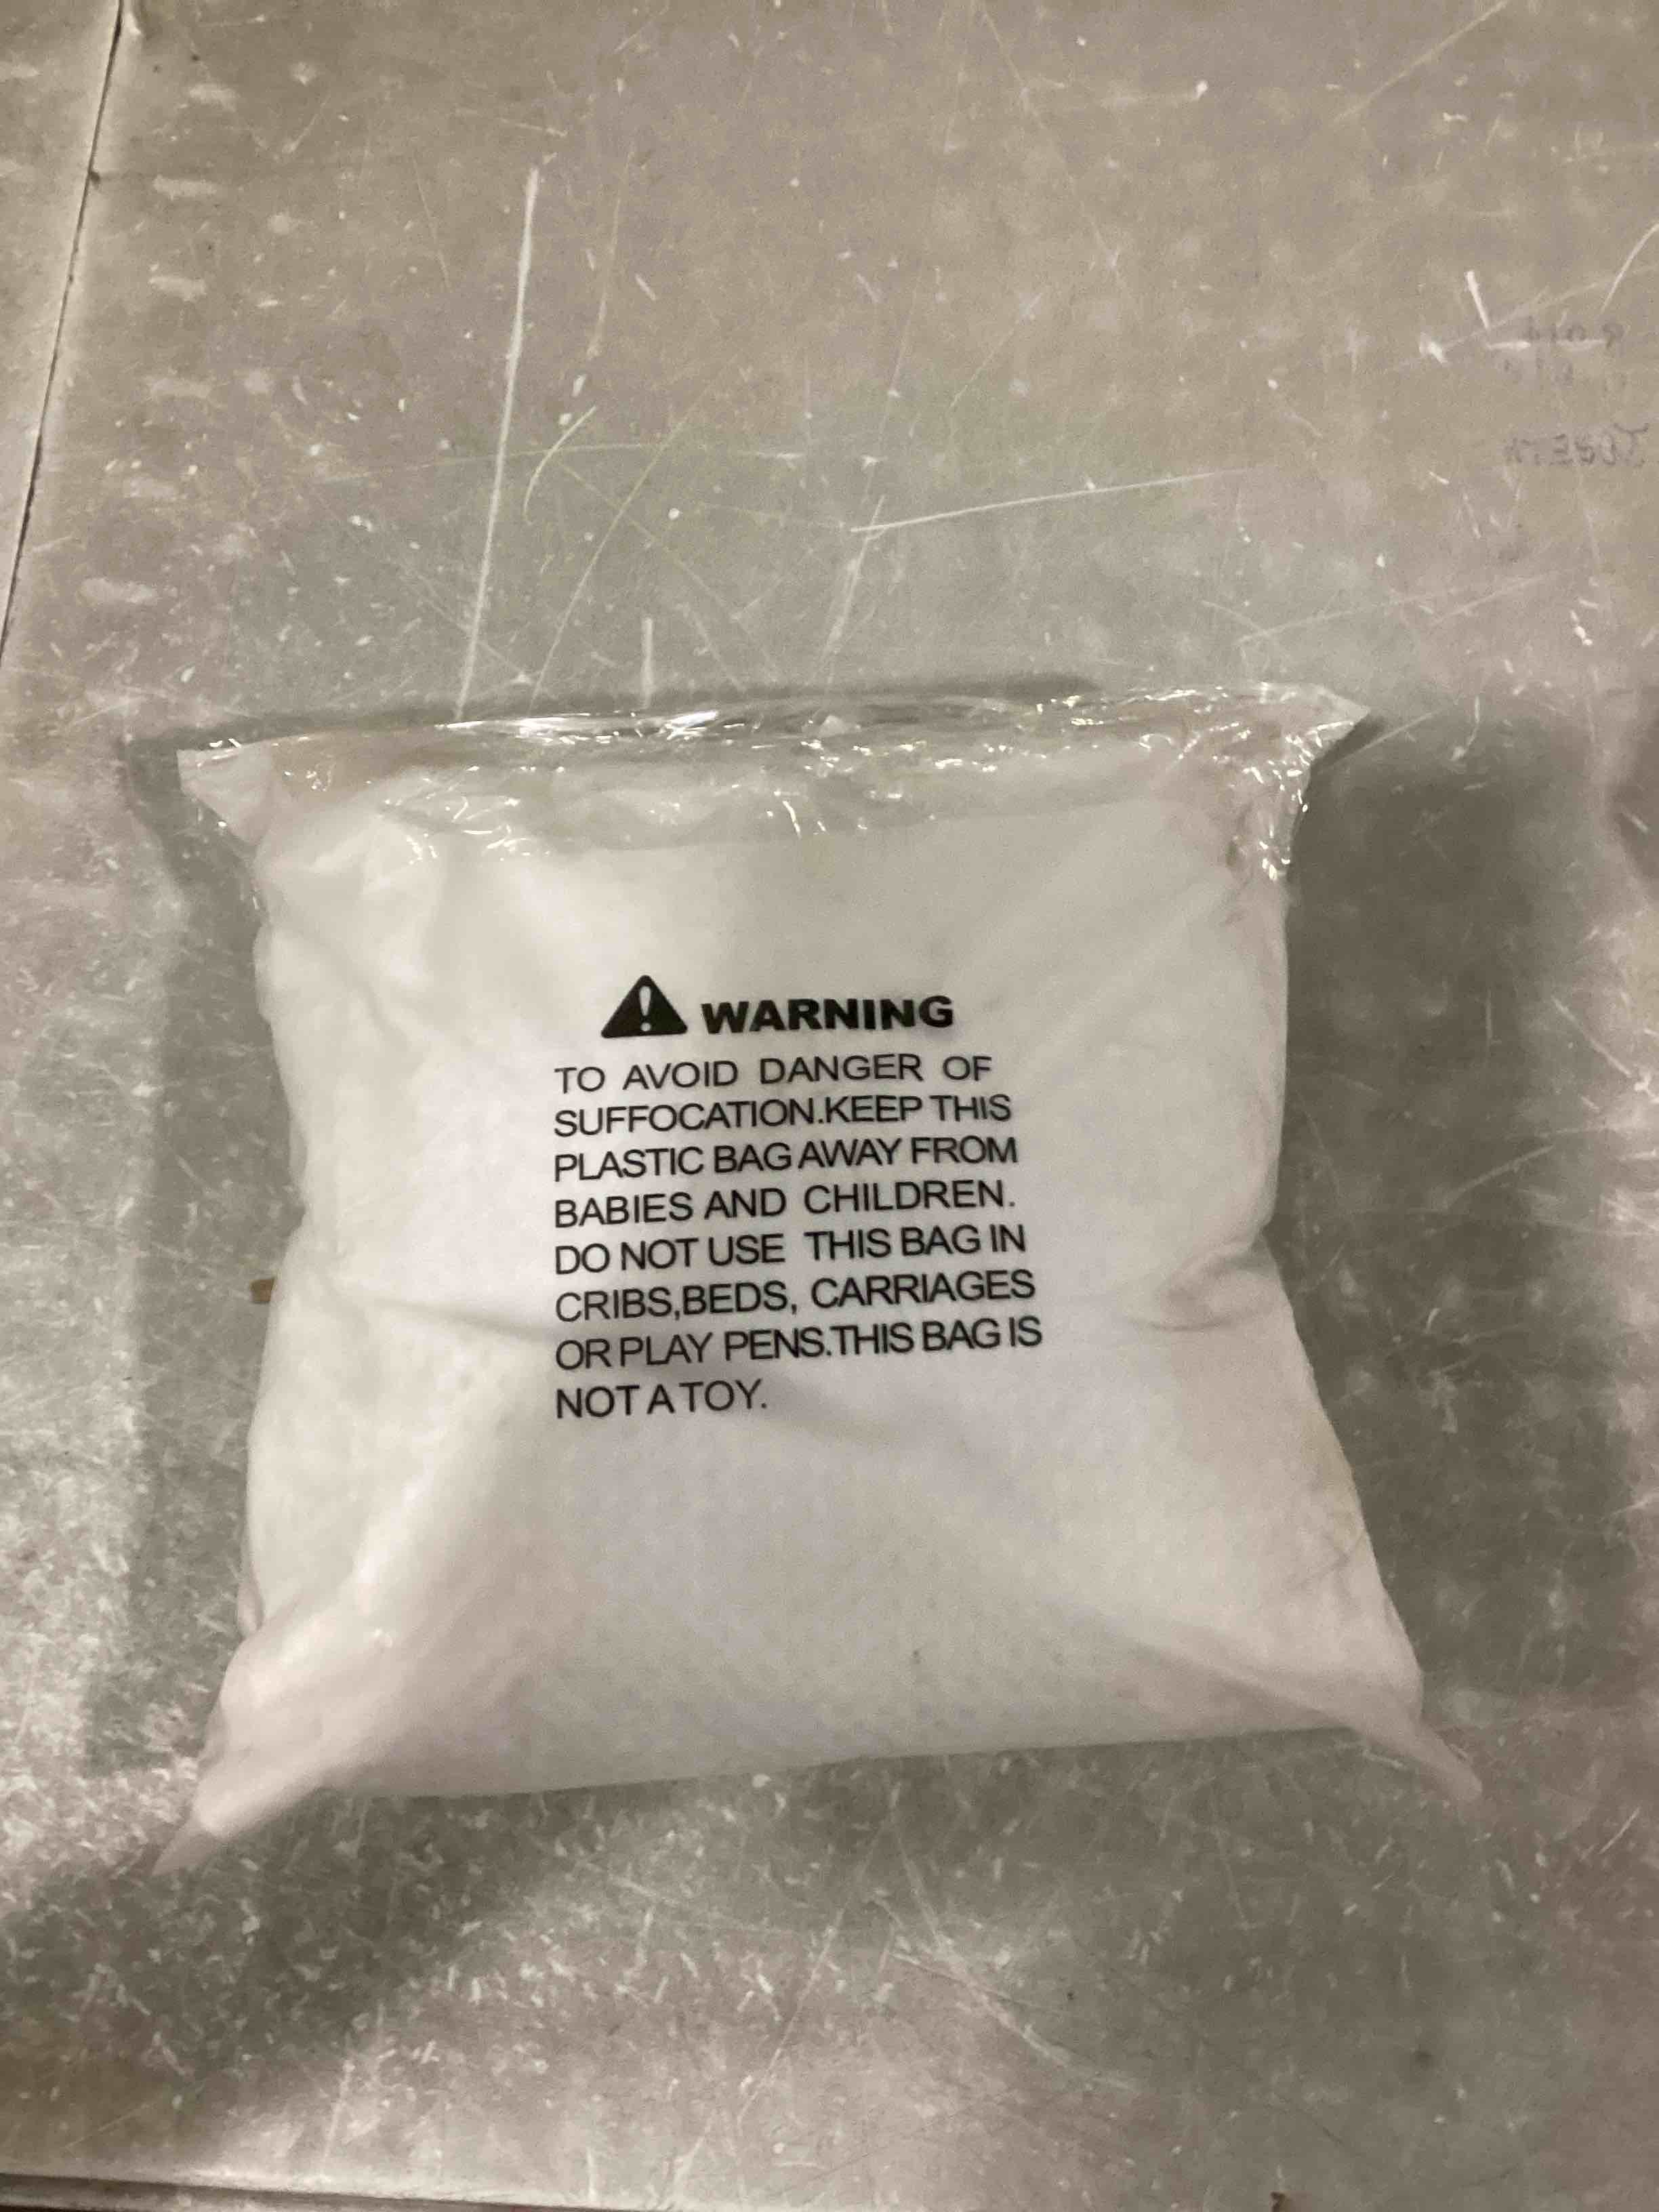 WARNING
TO AVOID DANGER OF
SUFFOCATION.KEEP THIS
PLASTIC BAG AWAY FROM
BABIES AND CHILDREN.
DO NOT USE THIS BAG IN
CRIBS,BEDS, CARRIAGES
OR PLAY PENS.THIS BAG IS
NOT A TOY.